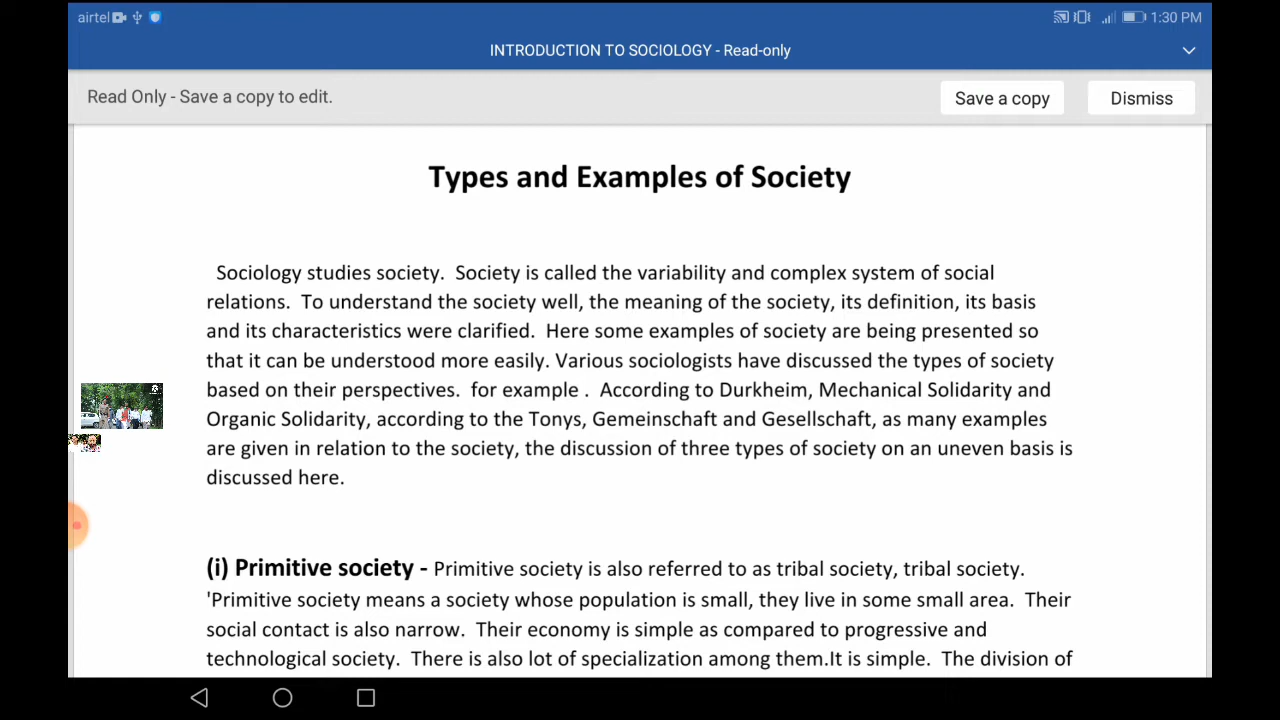 airtel 1:30 PM
INTRODUCTION TO SOCIOLOGY - Read-only
Read Only - Save a copy to edit.
Save a copy
Dismiss
Types and Examples of Society
Sociology studies society. Society is called the variability and complex system of social
relations. To understand the society well, the meaning of the society, its definition, its basis
and its characteristics were clarified. Here some examples of society are being presented so
that it can be understood more easily. Various sociologists have discussed the types of society
based on their perspectives. for example . According to Durkheim, Mechanical Solidarity and
Organic Solidarity, according to the Tonys, Gemeinschaft and Gesellschaft, as many examples
are given in relation to the society, the discussion of three types of society on an uneven basis is
discussed here.
(i) Primitive society - Primitive society is also referred to as tribal society, tribal society.
'Primitive society means a society whose population is small, they live in some small area. Their
social contact is also narrow. Their economy is simple as compared to progressive and
technological society. There is also lot of specialization among them.It is simple. The division of